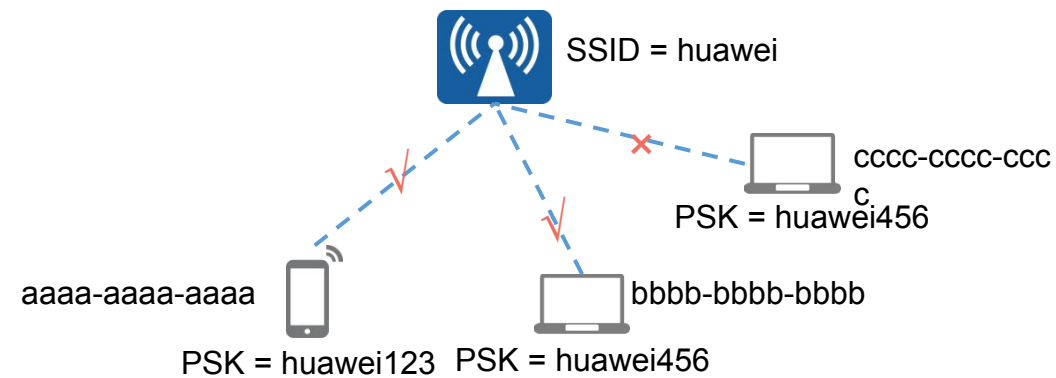 SSID = huawei
cccc-cccc-ccc
c
PSK = huawei456
aaaa-aaaa-aaaa
bbbb-bbbb-bbbb
PSK = huawei123
PSK = huawei456